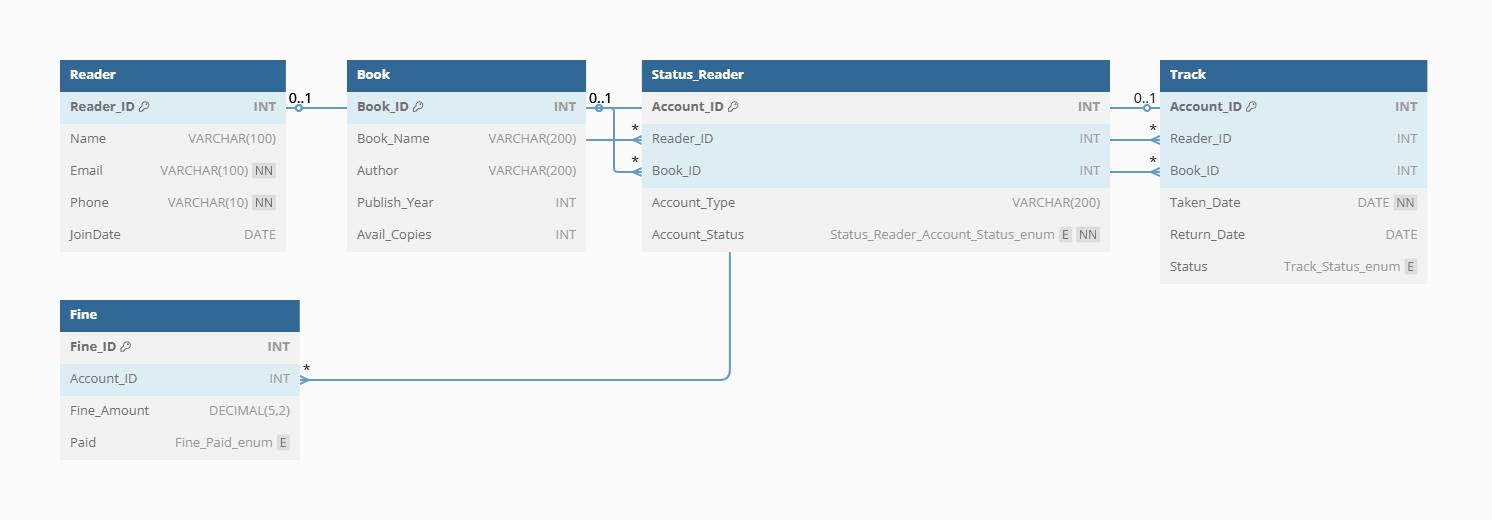 Reader
Reader_ID INT
Name VARCHAR(100)
Email VARCHAR(100) NN
Phone VARCHAR(10) NN
JoinDate DATE
0..1
Book
Book_ID INT
Book_Name VARCHAR(200)
Author VARCHAR(200)
Publish_Year INT
Avail_Copies INT
0..1
*
*
Status_Reader
Account_ID INT
Reader_ID INT
Book_ID INT
Account_Type VARCHAR(200)
Account_Status Status_Reader_Account_Status_enum E NN
0..1
*
*
Track
Account_ID INT
Reader_ID INT
Book_ID INT
Taken_Date DATE NN
Return_Date DATE
Status Track_Status_enum E
Fine
Fine_ID INT
Account_ID INT
Fine_Amount DECIMAL(5,2)
Paid Fine_Paid_enum E
*